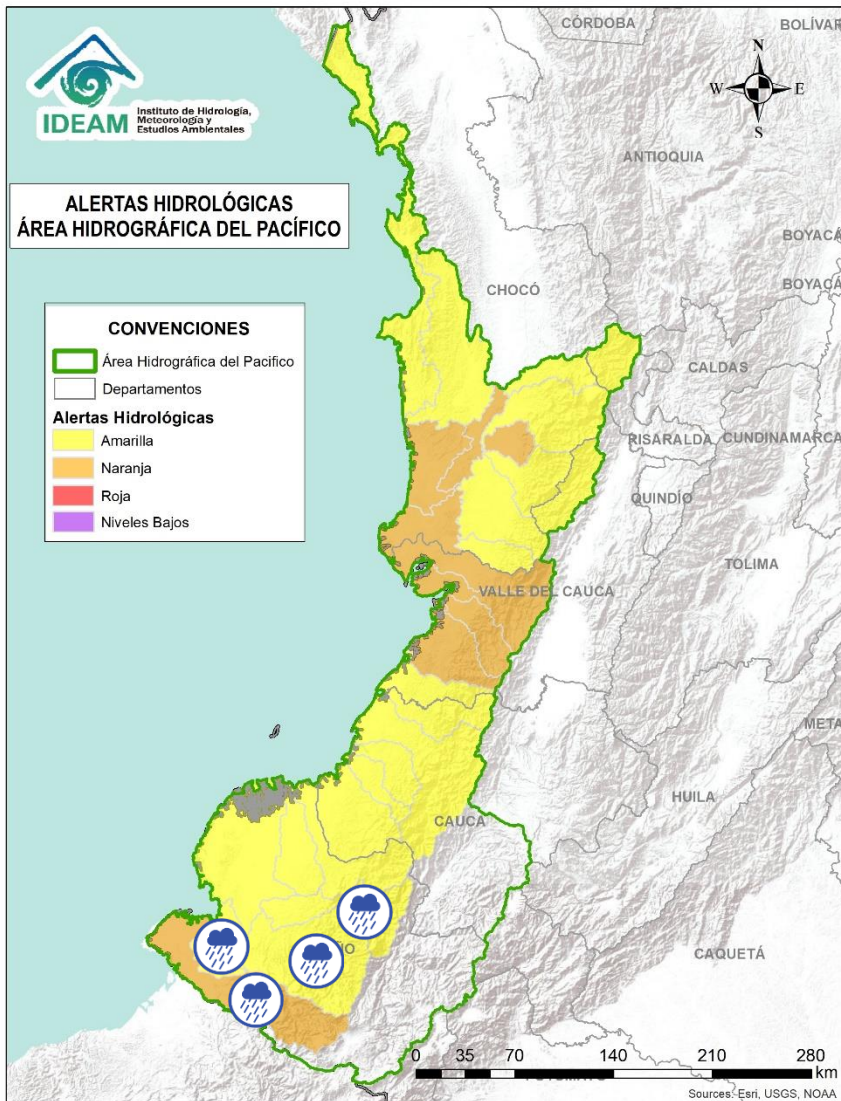 IDEAM
Instituto de Hidrología,
Meteorología y
Estudios Ambientales
ALERTAS HIDROLÓGICAS
ÁREA HIDROGRÁFICA DEL PACÍFICO
CONVENCIONES
Área Hidrográfica del Pacifico
Departamentos
Alertas Hidrológicas
Amarilla
Naranja
Roja
Niveles Bajos
N
W E
S
CÓRDOBA
BOLÍVAR
ANTIOQUIA
BOYACÁ
CHOCÓ
BOYACÁ
CALDAS
RISARALDA
CUNDINAMARCA
QUINDÍO
TOLIMA
VALLE DEL CAUCA
META
HUILA
CAUCA
CAQUETÁ
0 35 70 140 210 280
km
Sources: Esri, USGS, NOAA